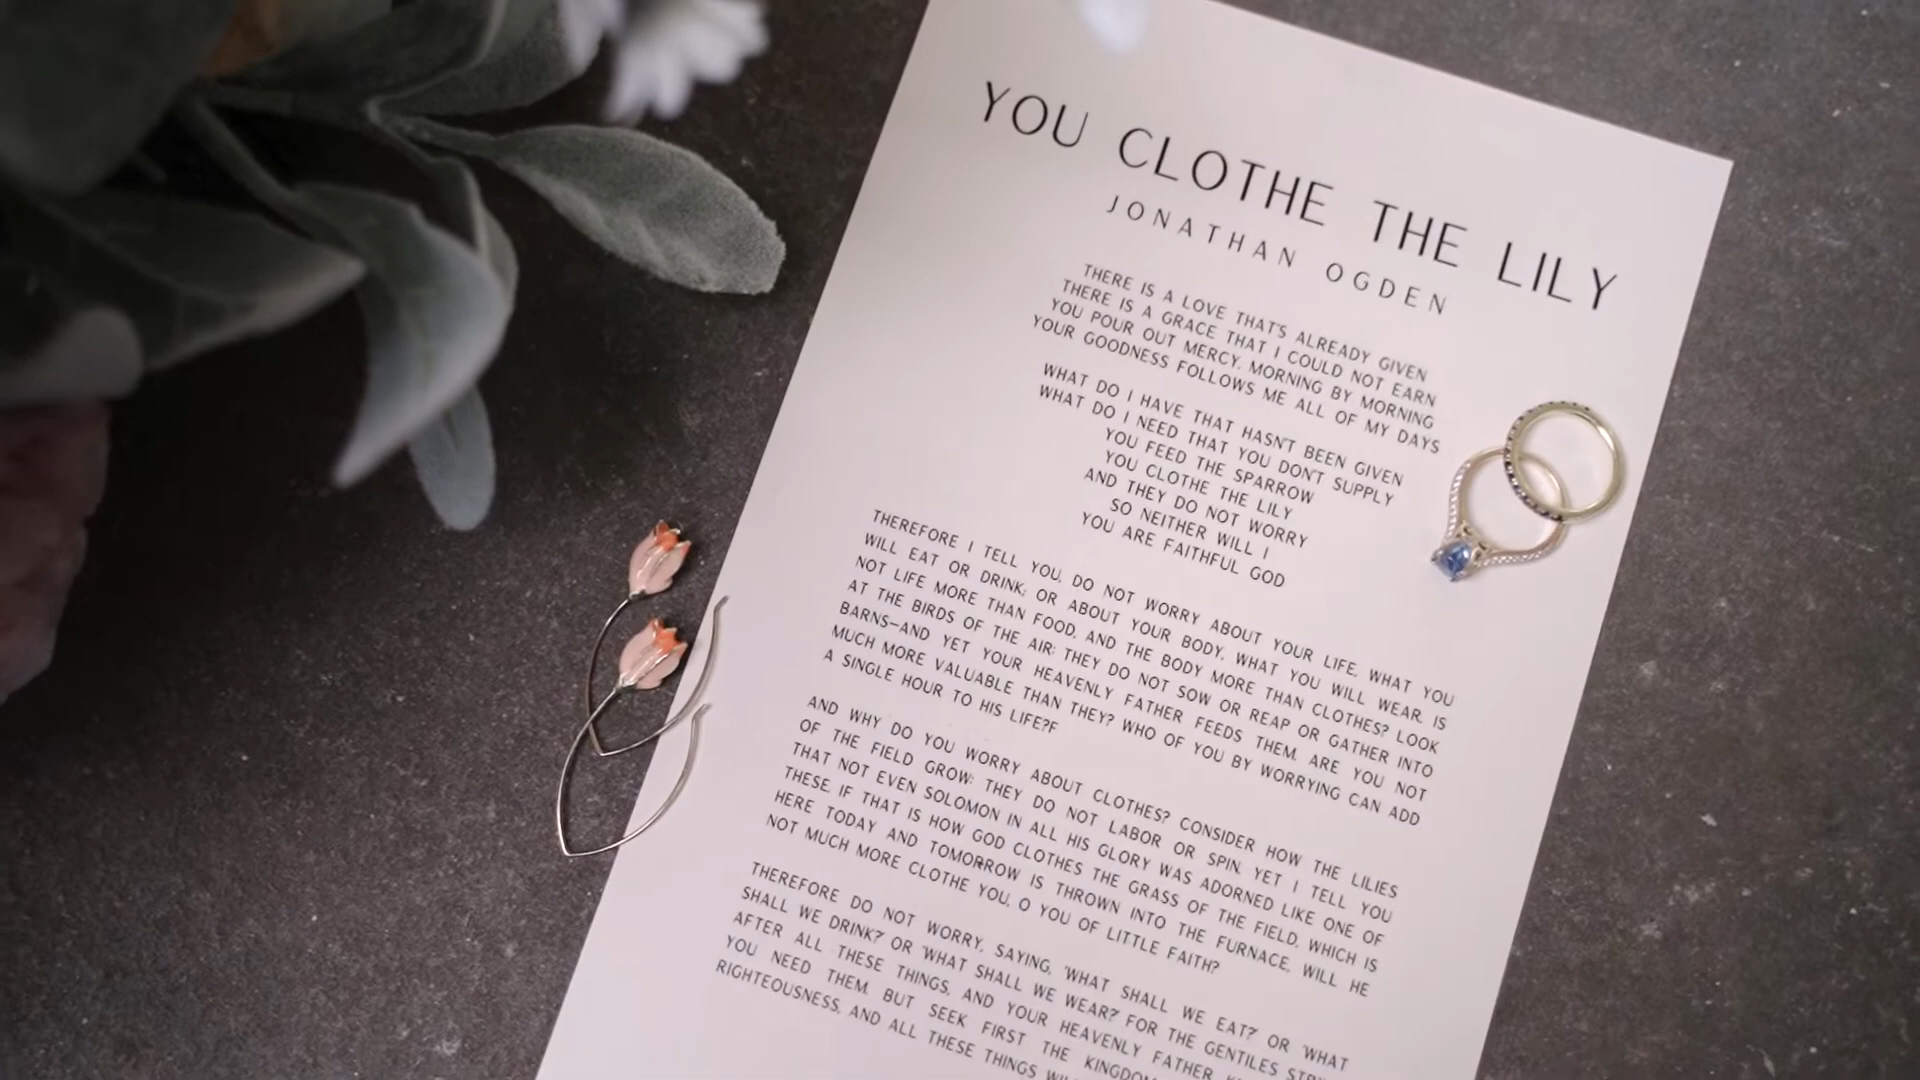 YOU CLOTHE THE LILY
JONATHAN OGDEN
THERE IS A LOVE THAT'S ALREADY GIVEN
THERE IS A GRACE THAT I COULD NOT EARN
YOU POUR OUT MERCY, MORNING BY MORNING
YOUR GOODNESS FOLLOWS ME ALL OF MY DAYS
WHAT DO I HAVE THAT HASN'T BEEN GIVEN
WHAT DO I NEED THAT YOU DON'T SUPPLY
YOU FEED THE SPARROW
YOU CLOTHE THE LILY
AND THEY DO NOT WORRY
SO NEITHER WILL I
YOU ARE FAITHFUL GOD
THEREFORE I TELL YOU, DO NOT WORRY ABOUT YOUR LIFE, WHAT YOU
WILL EAT OR DRINK; OR ABOUT YOUR BODY, WHAT YOU WILL WEAR. IS
NOT LIFE MORE THAN FOOD, AND THE BODY MORE THAN CLOTHES? LOOK
AT THE BIRDS OF THE AIR: THEY DO NOT SOW OR REAP OR GATHER INTO
BARNS—AND YET YOUR HEAVENLY FATHER FEEDS THEM. ARE YOU NOT
MUCH MORE VALUABLE THAN THEY? WHO OF YOU BY WORRYING CAN ADD
A SINGLE HOUR TO HIS LIFE?F
AND WHY DO YOU WORRY ABOUT CLOTHES? CONSIDER HOW THE LILIES
OF THE FIELD GROW: THEY DO NOT LABOR OR SPIN. YET I TELL YOU
THAT NOT EVEN SOLOMON IN ALL HIS GLORY WAS ADORNED LIKE ONE OF
THESE. IF THAT IS HOW GOD CLOTHES THE GRASS OF THE FIELD, WHICH IS
HERE TODAY AND TOMORROW IS THROWN INTO THE FURNACE, WILL HE
NOT MUCH MORE CLOTHE YOU, O YOU OF LITTLE FAITH?
THEREFORE DO NOT WORRY, SAYING, 'WHAT SHALL WE EAT?' OR 'WHAT
SHALL WE DRINK?' OR 'WHAT SHALL WE WEAR?' FOR THE GENTILES
AFTER ALL THESE THINGS, AND YOUR HEAVENLY FATHER
YOU NEED THEM. BUT SEEK FIRST THE KINGDOM
RIGHTEOUSNESS, AND ALL THESE THINGS